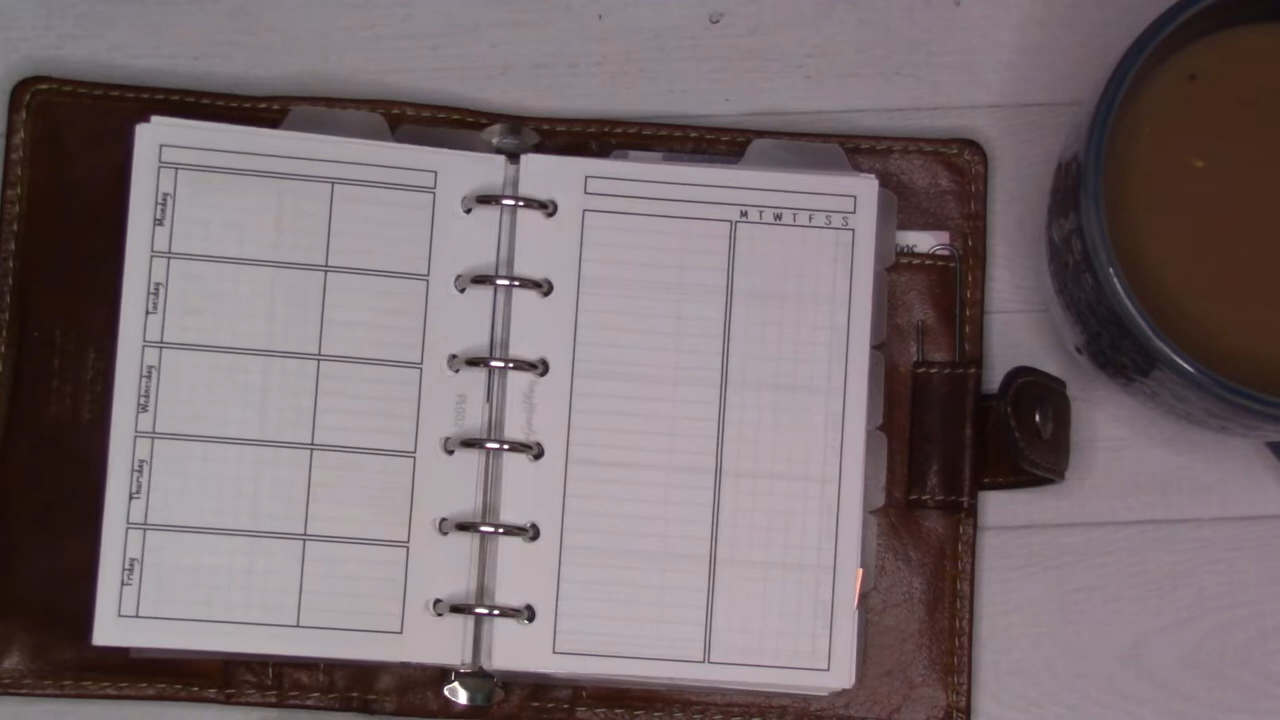 Monday
Tuesday
Wednesday
Thursday
Friday
M T W T F S S